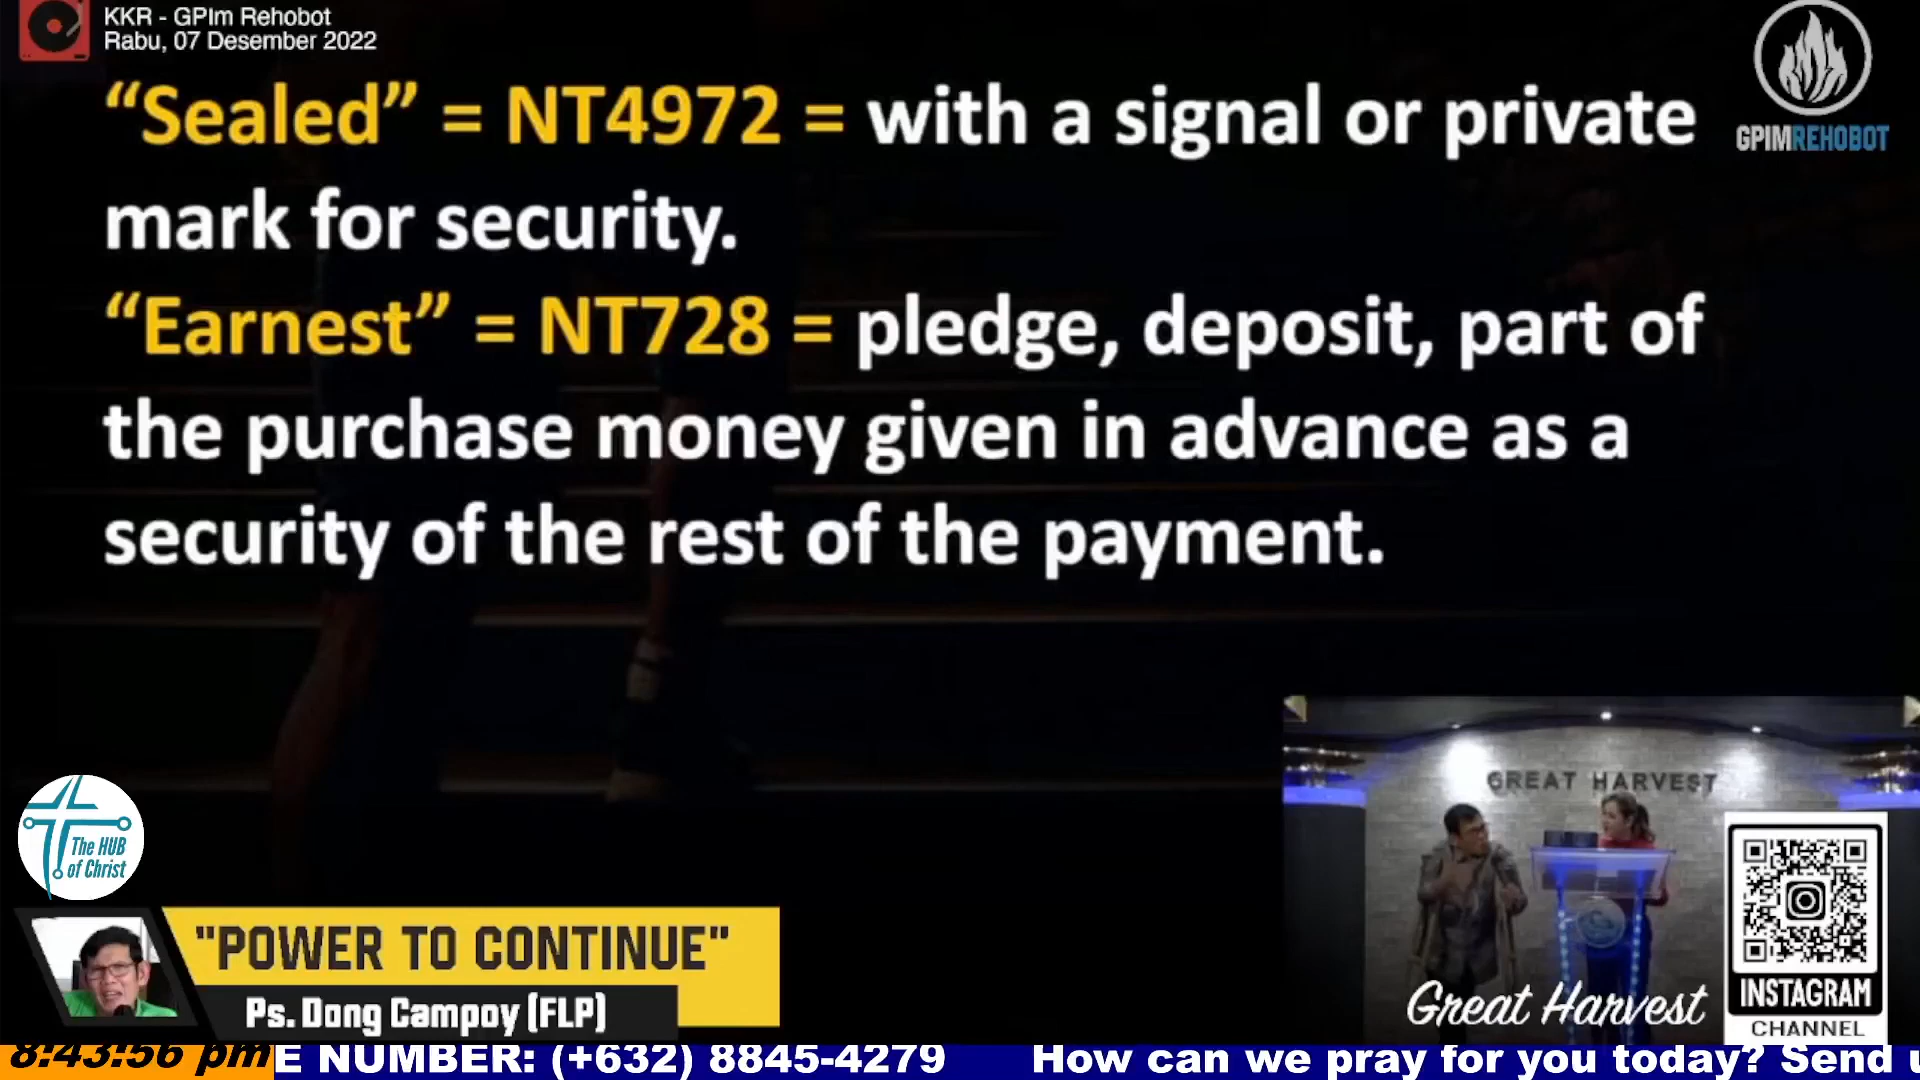 KKR - GPIm Rehobot
Rabu, 07 Desember 2022
GPIMREHOBOT
“Sealed” = NT4972 = with a signal or private
mark for security.
“Earnest” = NT728 = pledge, deposit, part of
the purchase money given in advance as a
security of the rest of the payment.
GREAT HARVEST
The HUB
of Christ
"POWER TO CONTINUE"
Ps. Dong Campoy (FLP)
Great Harvest
INSTAGRAM
CHANNEL
8:43:56 pm
E NUMBER: (+632) 8845-4279 How can we pray for you today? Send u